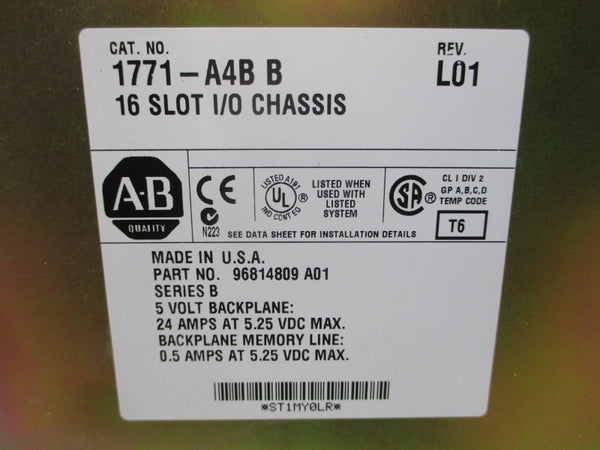 CAT. NO.
1771-A4B B
16 SLOT I/O CHASSIS
REV.
L01
A-B
QUALITY
CE
N223
LISTED A191
UL
IND CONT EQ
LISTED WHEN
USED WITH
LISTED
SYSTEM
SA
CL I DIV 2
GP A,B,C,D
TEMP CODE
T6
SEE DATA SHEET FOR INSTALLATION DETAILS
MADE IN U.S.A.
PART NO. 96814809 A01
SERIES B
5 VOLT BACKPLANE:
24 AMPS AT 5.25 VDC MAX.
BACKPLANE MEMORY LINE:
0.5 AMPS AT 5.25 VDC MAX.
*ST1MY0LR*